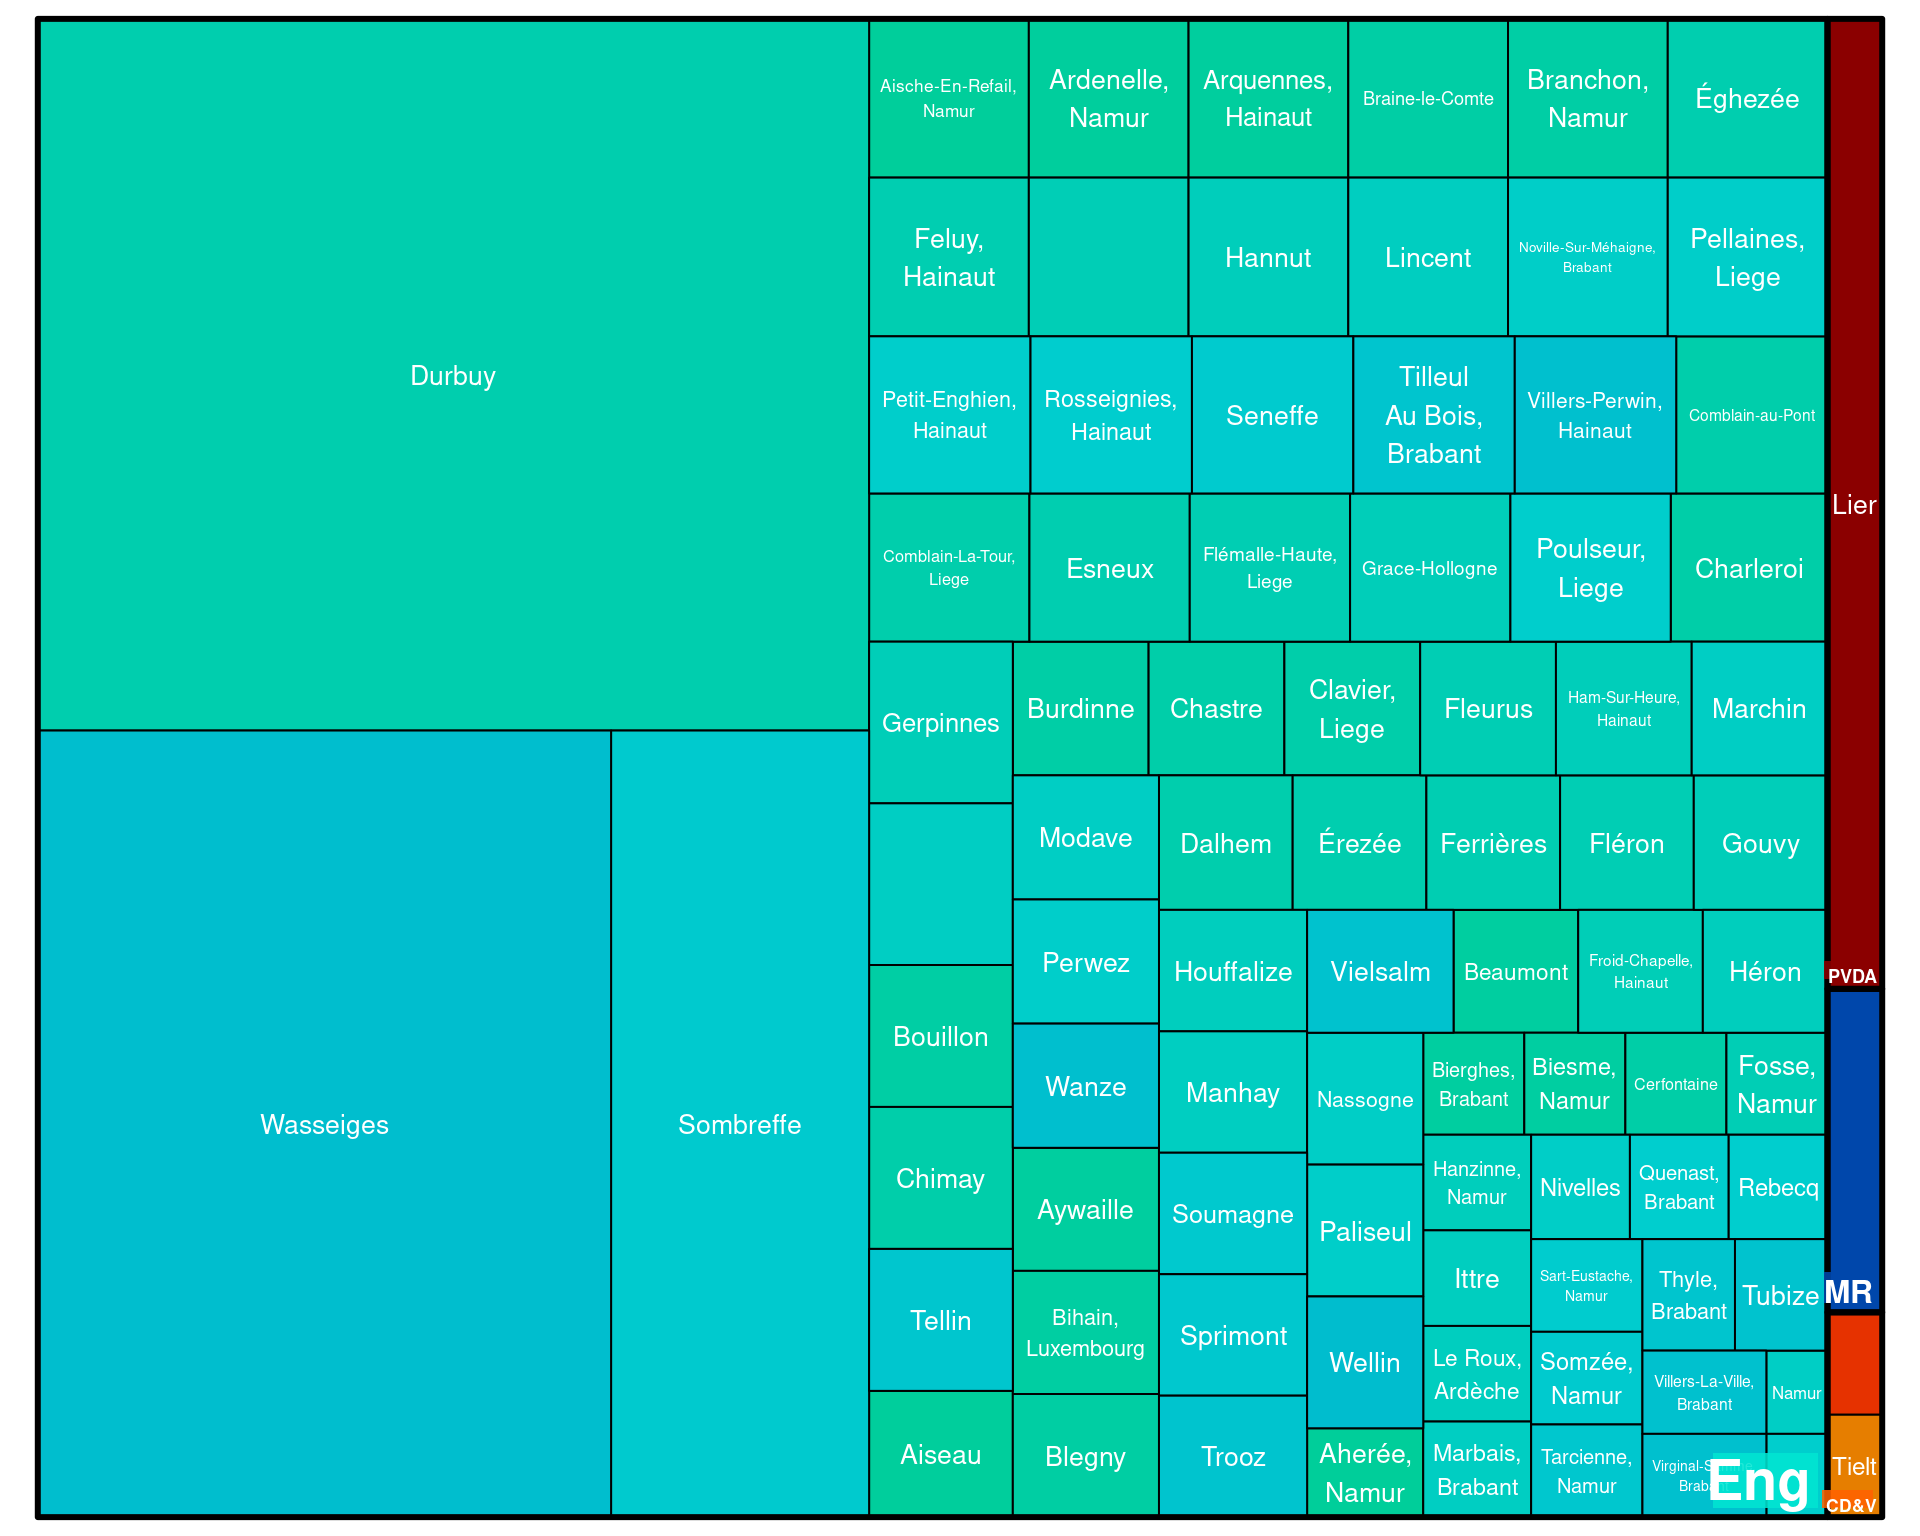 Durbuy
Wasseiges
Sombreffe
Aische-En-Refail,
Namur
Ardenelle,
Namur
Arquennes,
Hainaut
Braine-le-Comte
Branchon,
Namur
Éghezée
Feluy,
Hainaut
Hannut
Lincent
Noville-Sur-Méhaigne,
Brabant
Pellaines,
Liege
Petit-Enghien,
Hainaut
Rosseignies,
Hainaut
Seneffe
Tilleul
Au Bois,
Brabant
Villers-Perwin,
Hainaut
Comblain-au-Pont
Comblain-La-Tour,
Liege
Esneux
Flémalle-Haute,
Liege
Grace-Hollogne
Poulseur,
Liege
Charleroi
Gerpinnes
Burdinne
Chastre
Clavier,
Liege
Fleurus
Ham-Sur-Heure,
Hainaut
Marchin
Modave
Dalhem
Érezée
Ferrières
Fléron
Gouvy
Perwez
Houffalize
Vielsalm
Beaumont
Froid-Chapelle,
Hainaut
Héron
Bouillon
Wanze
Manhay
Nassogne
Bierghes,
Brabant
Biesme,
Namur
Cerfontaine
Fosse,
Namur
Chimay
Aywaille
Soumagne
Paliseul
Hanzinne,
Namur
Nivelles
Quenast,
Brabant
Rebecq
Tellin
Bihain,
Luxembourg
Sprimont
Wellin
Ittre
Sart-Eustache,
Namur
Thyle,
Brabant
Tubize
Le Roux,
Ardèche
Somzée,
Namur
Villers-La-Ville,
Brabant
Namur
Aiseau
Blegny
Trooz
Aherée,
Namur
Marbais,
Brabant
Tarcienne,
Namur
Eng
Lier
PVDA
MR
Tielt
CD&V